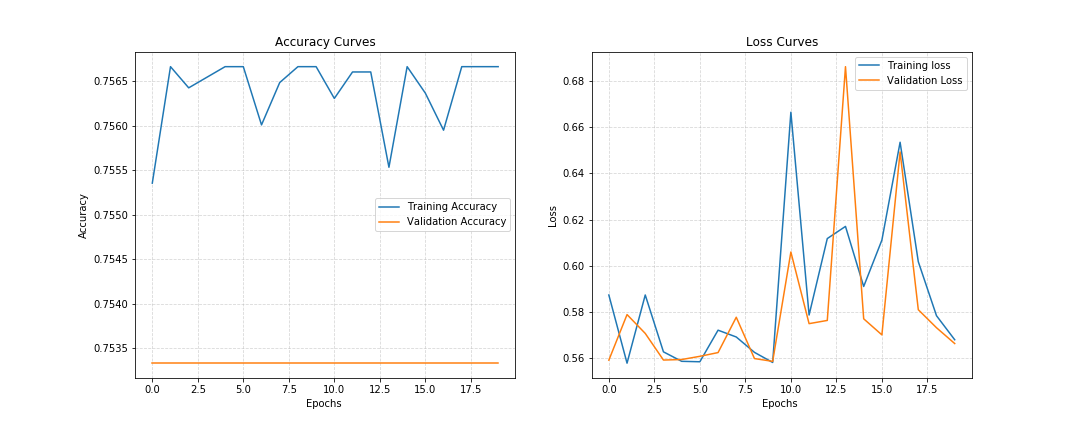 Accuracy Curves
0.7565
0.7560
0.7555
0.7550
0.7545
0.7540
0.7535
Accuracy
Training Accuracy
Validation Accuracy
0.0 2.5 5.0 7.5 10.0 12.5 15.0 17.5
Epochs
Loss Curves
0.68
0.66
0.64
0.62
0.60
0.58
0.56
Loss
Training loss
Validation Loss
0.0 2.5 5.0 7.5 10.0 12.5 15.0 17.5
Epochs